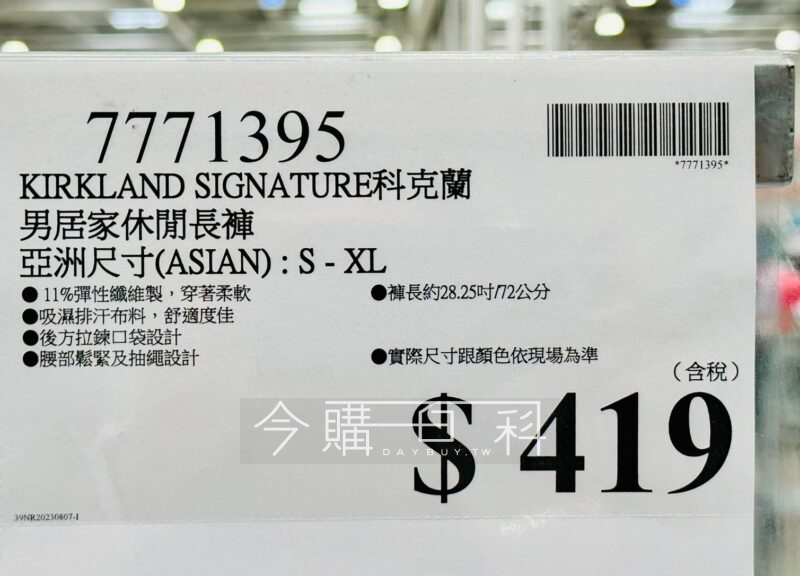 7771395
*7771395*
KIRKLAND SIGNATURE科克蘭
男居家休閒長褲
亞洲尺寸(ASIAN) : S - XL
●11%彈性纖維製，穿著柔軟
●吸濕排汗布料，舒適度佳
●後方拉鍊口袋設計
●腰部鬆緊及抽繩設計
●褲長約28.25吋/72公分
●實際尺寸跟顏色依現場為準
（含稅）
$ 419
今購百科
DAYBUY.TW
39NR20230807-1